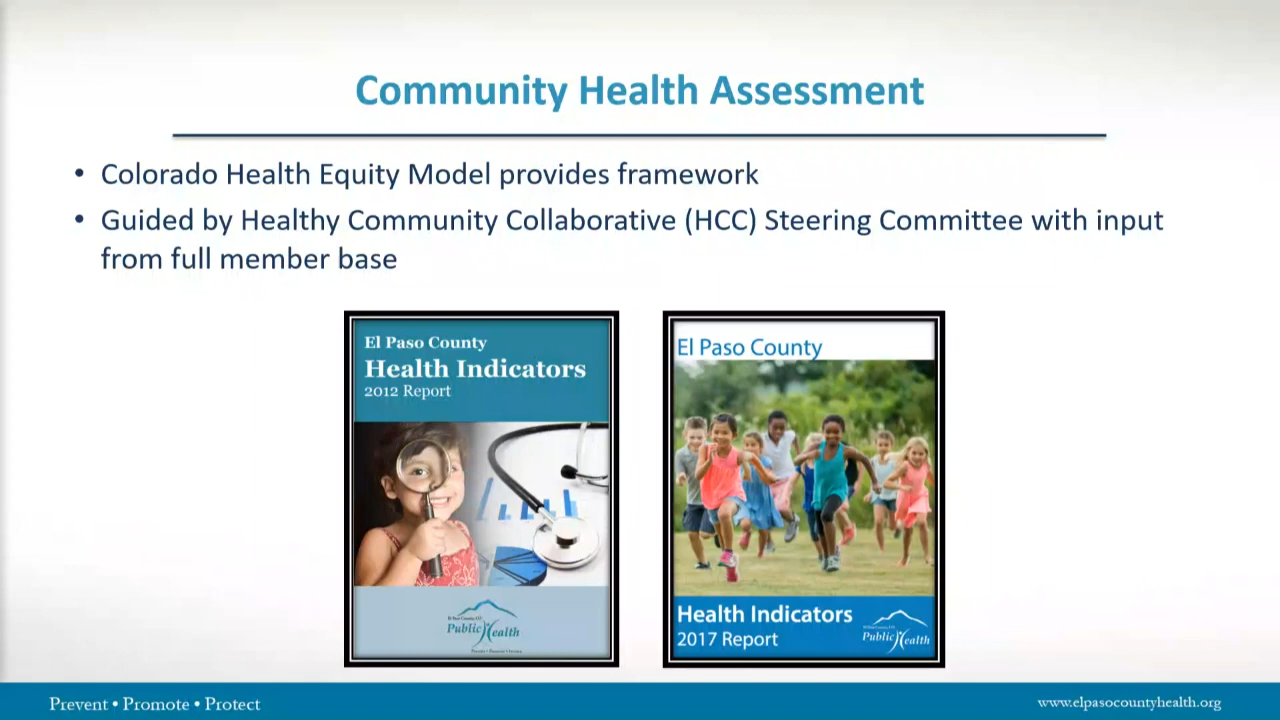 Community Health Assessment
• Colorado Health Equity Model provides framework
• Guided by Healthy Community Collaborative (HCC) Steering Committee with input
from full member base
El Paso County
Health Indicators
2012 Report
Public Health
El Paso County
Health Indicators
2017 Report
Public Health
Prevent • Promote • Protect
www.elpasocountyhealth.org